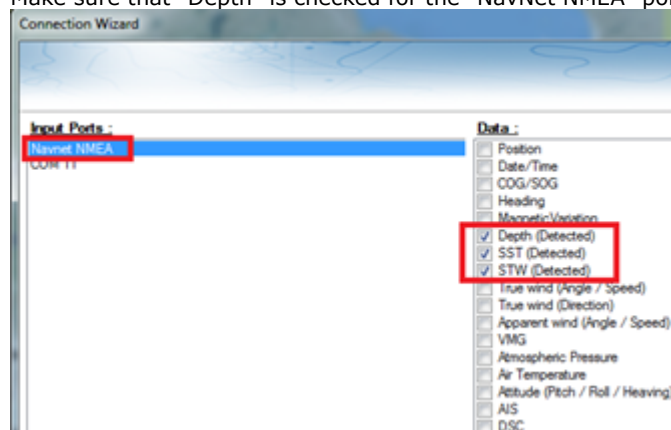 Make sure that "Depth" is checked for the "NavNet NMEA" por
Connection Wizard
Input Ports :
Navnet NMEA
COM 11
Data :
Position
Date/Time
COG/SOG
Heading
Magnetic Variation
Depth (Detected)
SST (Detected)
STW (Detected)
True wind (Angle / Speed)
True wind (Direction)
Apparent wind (Angle / Speed)
VMG
Atmospheric Pressure
Air Temperature
Attitude (Pitch / Roll / Heaving)
AIS
DSC